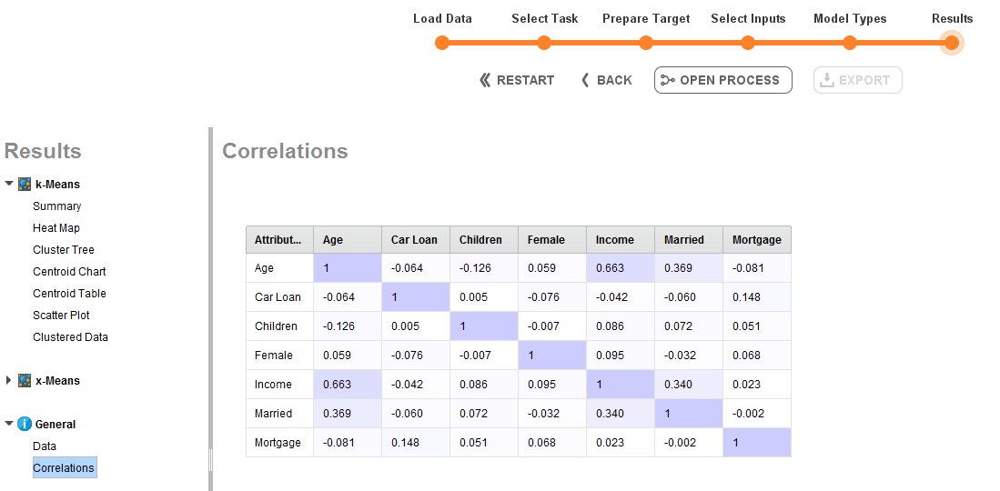 Load Data Select Task Prepare Target Select Inputs Model Types Results
RESTART BACK OPEN PROCESS EXPORT
Results
k-Means
Summary
Heat Map
Cluster Tree
Centroid Chart
Centroid Table
Scatter Plot
Clustered Data
x-Means
General
Data
Correlations
Correlations
Attribut... Age Car Loan Children Female Income Married Mortgage
Age 1 -0.064 -0.126 0.059 0.663 0.369 -0.081
Car Loan -0.064 1 0.005 -0.076 -0.042 -0.060 0.148
Children -0.126 0.005 1 -0.007 0.086 0.072 0.051
Female 0.059 -0.076 -0.007 1 0.095 -0.032 0.068
Income 0.663 -0.042 0.086 0.095 1 0.340 0.023
Married 0.369 -0.060 0.072 -0.032 0.340 1 -0.002
Mortgage -0.081 0.148 0.051 0.068 0.023 -0.002 1